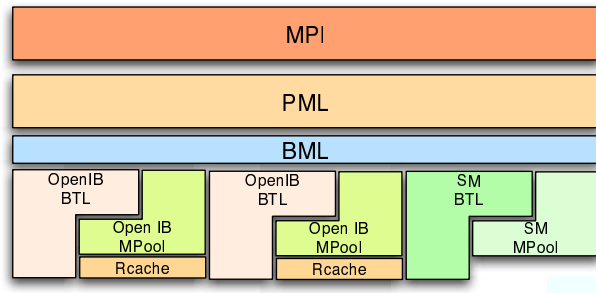 MPI
PML
BML
OpenIB
BTL
Open IB
MPool
Rcache
OpenIB
BTL
Open IB
MPool
Rcache
SM
BTL
SM
MPool